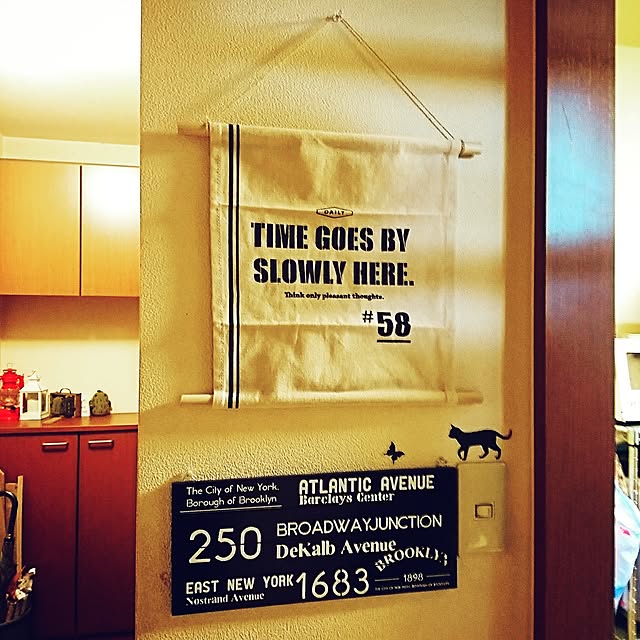 DAILY
TIME GOES BY
SLOWLY HERE.
Think only pleasant thoughts.
#58
The City of New York.
Borough of Brooklyn
ATLANTIC AVENUE
Barclays Center
250
BROADWAYJUNCTION
DeKalb Avenue
BROOKLYN
1898
EAST NEW YORK
Nostrand Avenue
1683